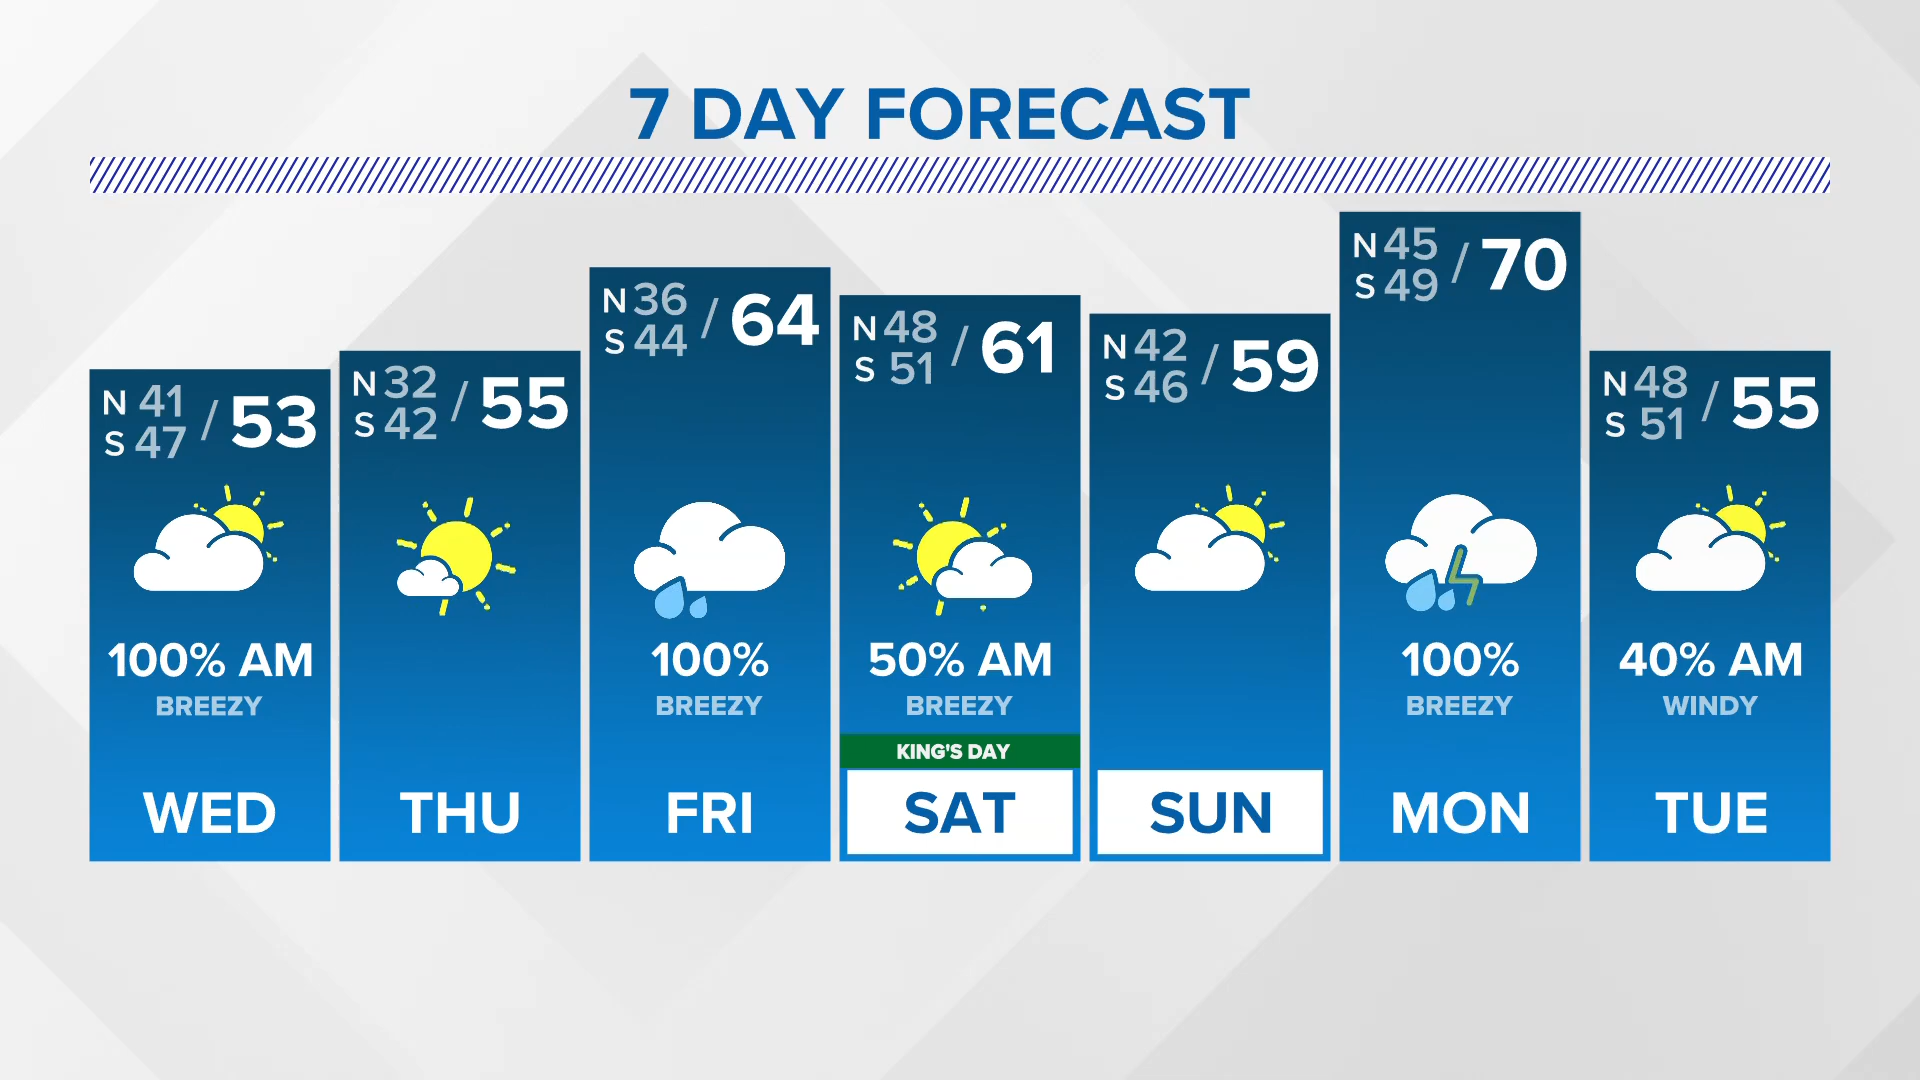 7 DAY FORECAST
N 41
S 47
/ 53
100% AM
BREEZY
WED
N 32
S 42
/ 55
THU
N 36
S 44
/ 64
100%
BREEZY
FRI
N 48
S 51
/ 61
50% AM
BREEZY
KING'S DAY
SAT
N 42
S 46
/ 59
SUN
N 45
S 49
/ 70
100%
BREEZY
MON
N 48
S 51
/ 55
40% AM
WINDY
TUE